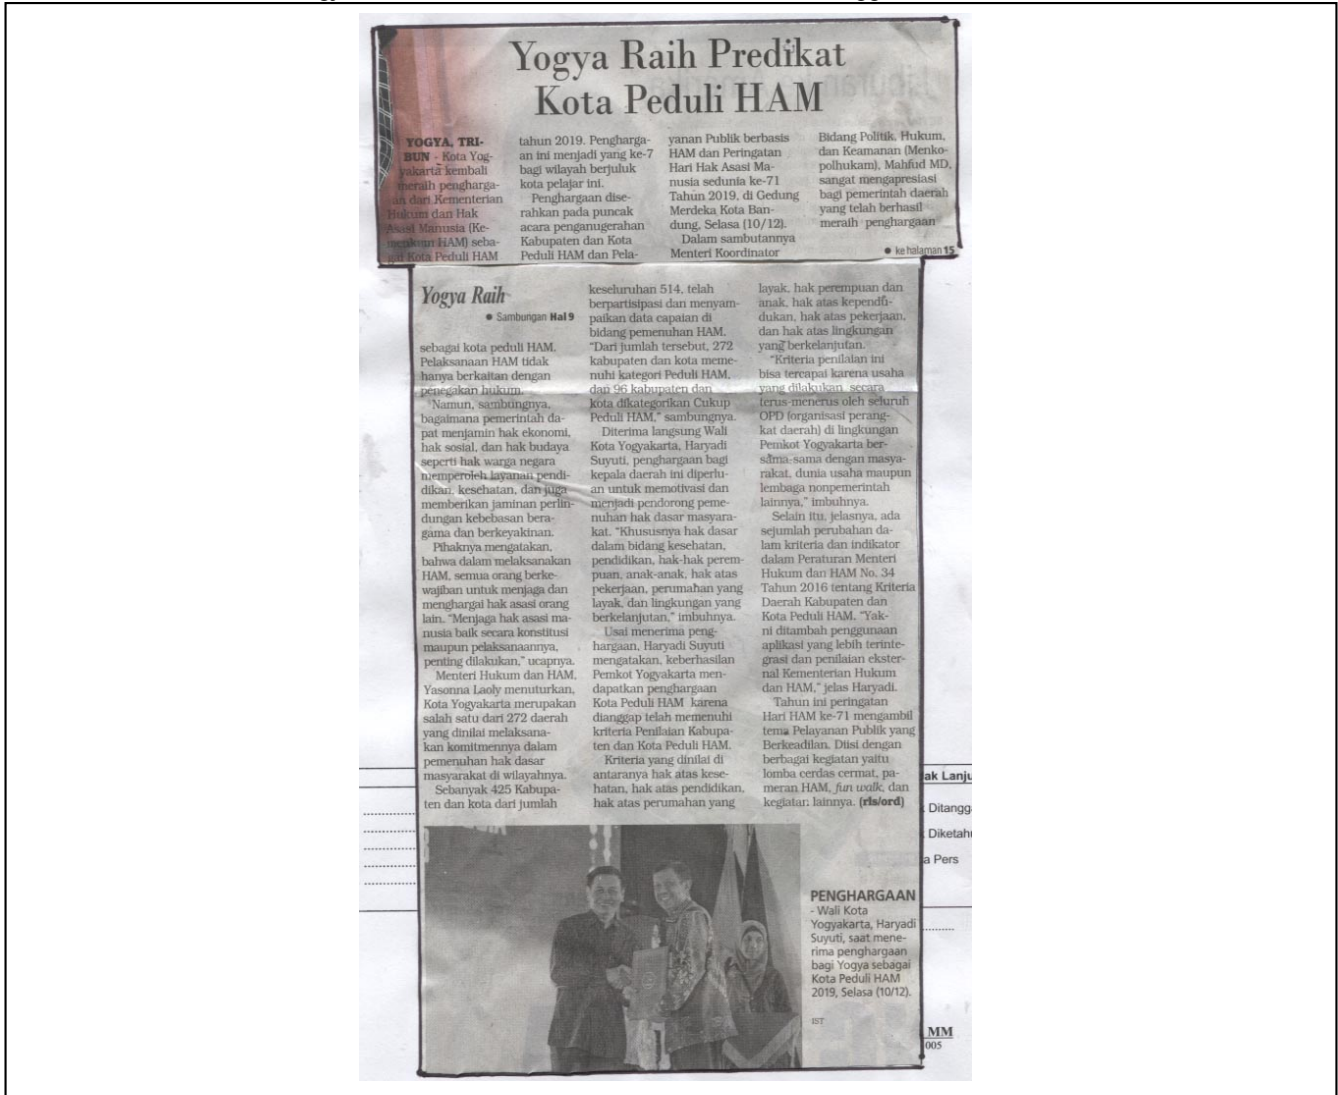 Yogya Raih Predikat
Kota Peduli HAM
YOGYA, TRI-
BUN - Kota Yog-
yakarta kembali
meraih pengharga-
an dari Kementerian
Hukum dan Hak
Asasi Manusia (Ke-
menkum HAM) seba-
gai Kota Peduli HAM
tahun 2019. Pengharga-
an ini menjadi yang ke-7
bagi wilayah berjuluk
kota pelajar ini.
Penghargaan dise-
rahkan pada puncak
acara penganugerahan
Kabupaten dan Kota
Peduli HAM dan Pela-
yanan Publik berbasis
HAM dan Peringatan
Hari Hak Asasi Ma-
nusia sedunia ke-71
Tahun 2019, di Gedung
Merdeka Kota Ban-
dung, Selasa (10/12).
Dalam sambutannya
Menteri Koordinator
Bidang Politik, Hukum,
dan Keamanan (Menko-
polhukam), Mahfud MD,
sangat mengapresiasi
bagi pemerintah daerah
yang telah berhasil
meraih penghargaan
● ke halaman 15
Yogya Raih
● Sambungan Hal 9
sebagai kota peduli HAM.
Pelaksanaan HAM tidak
hanya berkaitan dengan
penegakan hukum.
Namun, sambungnya,
bagaimana pemerintah da-
pat menjamin hak ekonomi,
hak sosial, dan hak budaya
seperti hak warga negara
memperoleh layanan pendi-
dikan, kesehatan, dan juga
memberikan jaminan perlin-
dungan kebebasan bera-
gama dan berkeyakinan.
Pihaknya mengatakan,
bahwa dalam melaksanakan
HAM, semua orang berke-
wajiban untuk menjaga dan
menghargai hak asasi orang
lain. "Menjaga hak asasi ma-
nusia baik secara konstitusi
maupun pelaksanaannya,
penting dilakukan," ucapnya.
Menteri Hukum dan HAM,
Yasonna Laoly menuturkan,
Kota Yogyakarta merupakan
salah satu dari 272 daerah
yang dinilai melaksana-
kan komitmennya dalam
pemenuhan hak dasar
masyarakat di wilayahnya.
Sebanyak 425 Kabupa-
ten dan kota dari jumlah
keseluruhan 514, telah
berpartisipasi dan menyam-
paikan data capaian di
bidang pemenuhan HAM.
"Dari jumlah tersebut, 272
kabupaten dan kota meme-
nuhi kategori Peduli HAM,
dan 96 kabupaten dan
kota dikategorikan Cukup
Peduli HAM," sambungnya.
Diterima langsung Wali
Kota Yogyakarta, Haryadi
Suyuti, penghargaan bagi
kepala daerah ini diperlu-
an untuk memotivasi dan
menjadi pendorong peme-
nuhan hak dasar masyara-
kat. "Khususnya hak dasar
dalam bidang kesehatan,
pendidikan, hak-hak perem-
puan, anak-anak, hak atas
pekerjaan, perumahan yang
layak, dan lingkungan yang
berkelanjutan," imbuhnya.
Usai menerima peng-
hargaan, Haryadi Suyuti
mengatakan, keberhasilan
Pemkot Yogyakarta men-
dapatkan penghargaan
Kota Peduli HAM karena
dianggap telah memenuhi
kriteria Penilaian Kabupa-
ten dan Kota Peduli HAM.
Kriteria yang dinilai di
antaranya hak atas kese-
hatan, hak atas pendidikan,
hak atas perumahan yang
layak, hak perempuan dan
anak, hak atas kependu-
dukan, hak atas pekerjaan,
dan hak atas lingkungan
yang berkelanjutan.
"Kriteria penilaian ini
bisa tercapai karena usaha
yang dilakukan secara
terus-menerus oleh seluruh
OPD (organisasi perang-
kat daerah) di lingkungan
Pemkot Yogyakarta ber-
sama-sama dengan masya-
rakat, dunia usaha maupun
lembaga nonpemerintah
lainnya," imbuhnya.
Selain itu, jelasnya, ada
sejumlah perubahan da-
lam kriteria dan indikator
dalam Peraturan Menteri
Hukum dan HAM No. 34
Tahun 2016 tentang Kriteria
Daerah Kabupaten dan
Kota Peduli HAM. "Yak-
ni ditambah penggunaan
aplikasi yang lebih terinte-
grasi dan penilaian ekster-
nal Kementerian Hukum
dan HAM," jelas Haryadi.
Tahun ini peringatan
Hari HAM ke-71 mengambil
tema Pelayanan Publik yang
Berkeadilan. Diisi dengan
berbagai kegiatan yaitu
lomba cerdas cermat, pa-
meran HAM, fun walk, dan
kegiatan lainnya. (rls/ord)
PENGHARGAAN
- Wali Kota
Yogyakarta, Haryadi
Suyuti, saat mene-
rima penghargaan
bagi Yogya sebagai
Kota Peduli HAM
2019, Selasa (10/12).
IST
ak Lanju
Ditangg
Diketah
a Pers
MM
005